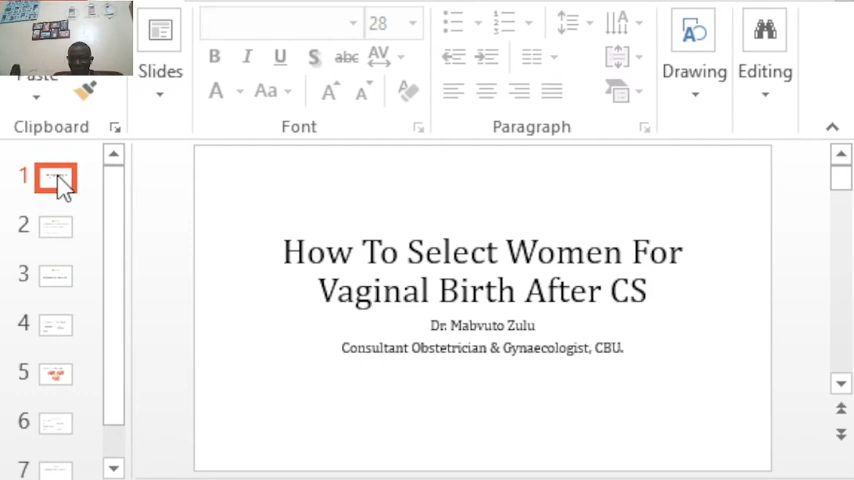 28
Paste
B I U S abc AV
A Aa A A
Slides
Drawing
Editing
Clipboard
Font
Paragraph
1
2
3
4
5
6
7
How To Select Women For
Vaginal Birth After CS
Dr. Mabvuto Zulu
Consultant Obstetrician & Gynaecologist, CBU.